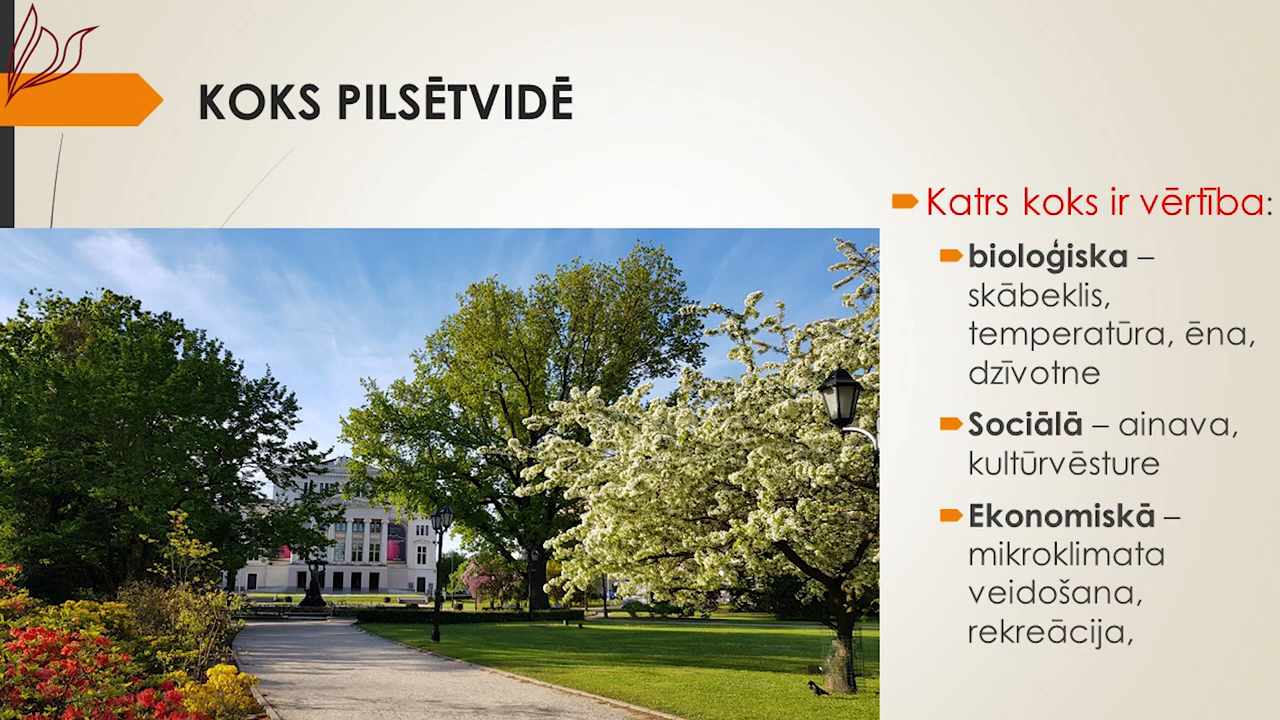 KOKS PILSĒTVIDĒ
Katrs koks ir vērtība:
bioloģiska –
skābeklis,
temperatūra, ēna,
dzīvotne
Sociālā – ainava,
kultūrvēsture
Ekonomiskā –
mikroklimata
veidošana,
rekreācija,